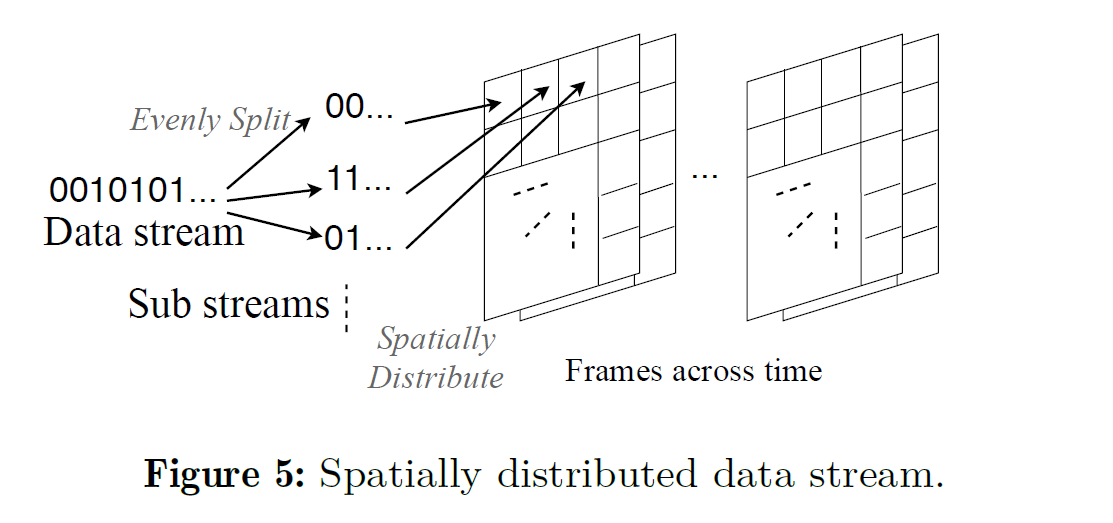 Evenly Split
00...
11...
0010101...
Data stream
01...
...
Sub streams
Spatially
Distribute
Frames across time
Figure 5: Spatially distributed data stream.